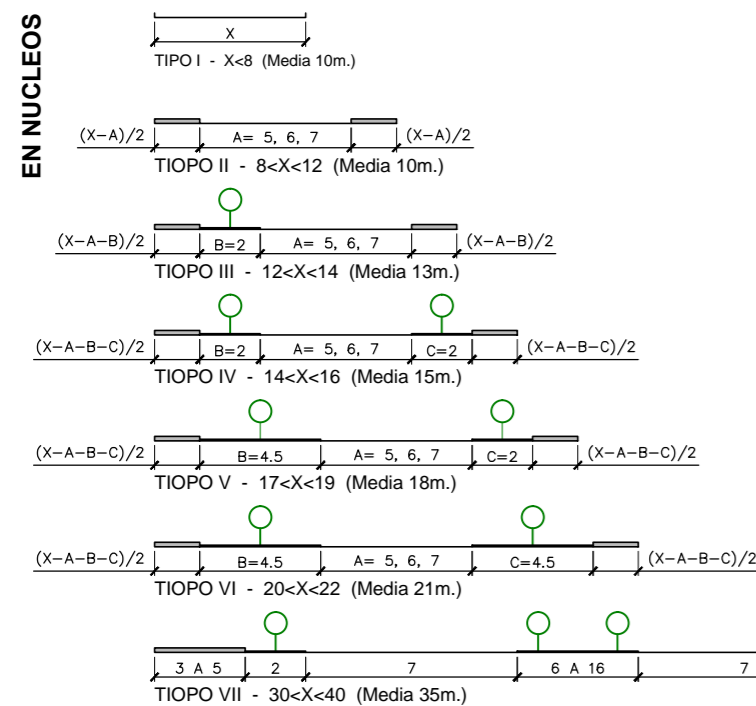 EN NUCLEOS
X
TIPO I - X<8 (Media 10m.)
(X-A)/2 A= 5, 6, 7 (X-A)/2
TIOPO II - 8<X<12 (Media 10m.)
(X-A-B)/2 B=2 A= 5, 6, 7 (X-A-B)/2
TIOPO III - 12<X<14 (Media 13m.)
(X-A-B-C)/2 B=2 A= 5, 6, 7 C=2 (X-A-B-C)/2
TIOPO IV - 14<X<16 (Media 15m.)
(X-A-B-C)/2 B=4.5 A= 5, 6, 7 C=2 (X-A-B-C)/2
TIOPO V - 17<X<19 (Media 18m.)
(X-A-B-C)/2 B=4.5 A= 5, 6, 7 C=4.5 (X-A-B-C)/2
TIOPO VI - 20<X<22 (Media 21m.)
3 A 5 2 7 6 A 16 7
TIOPO VII - 30<X<40 (Media 35m.)